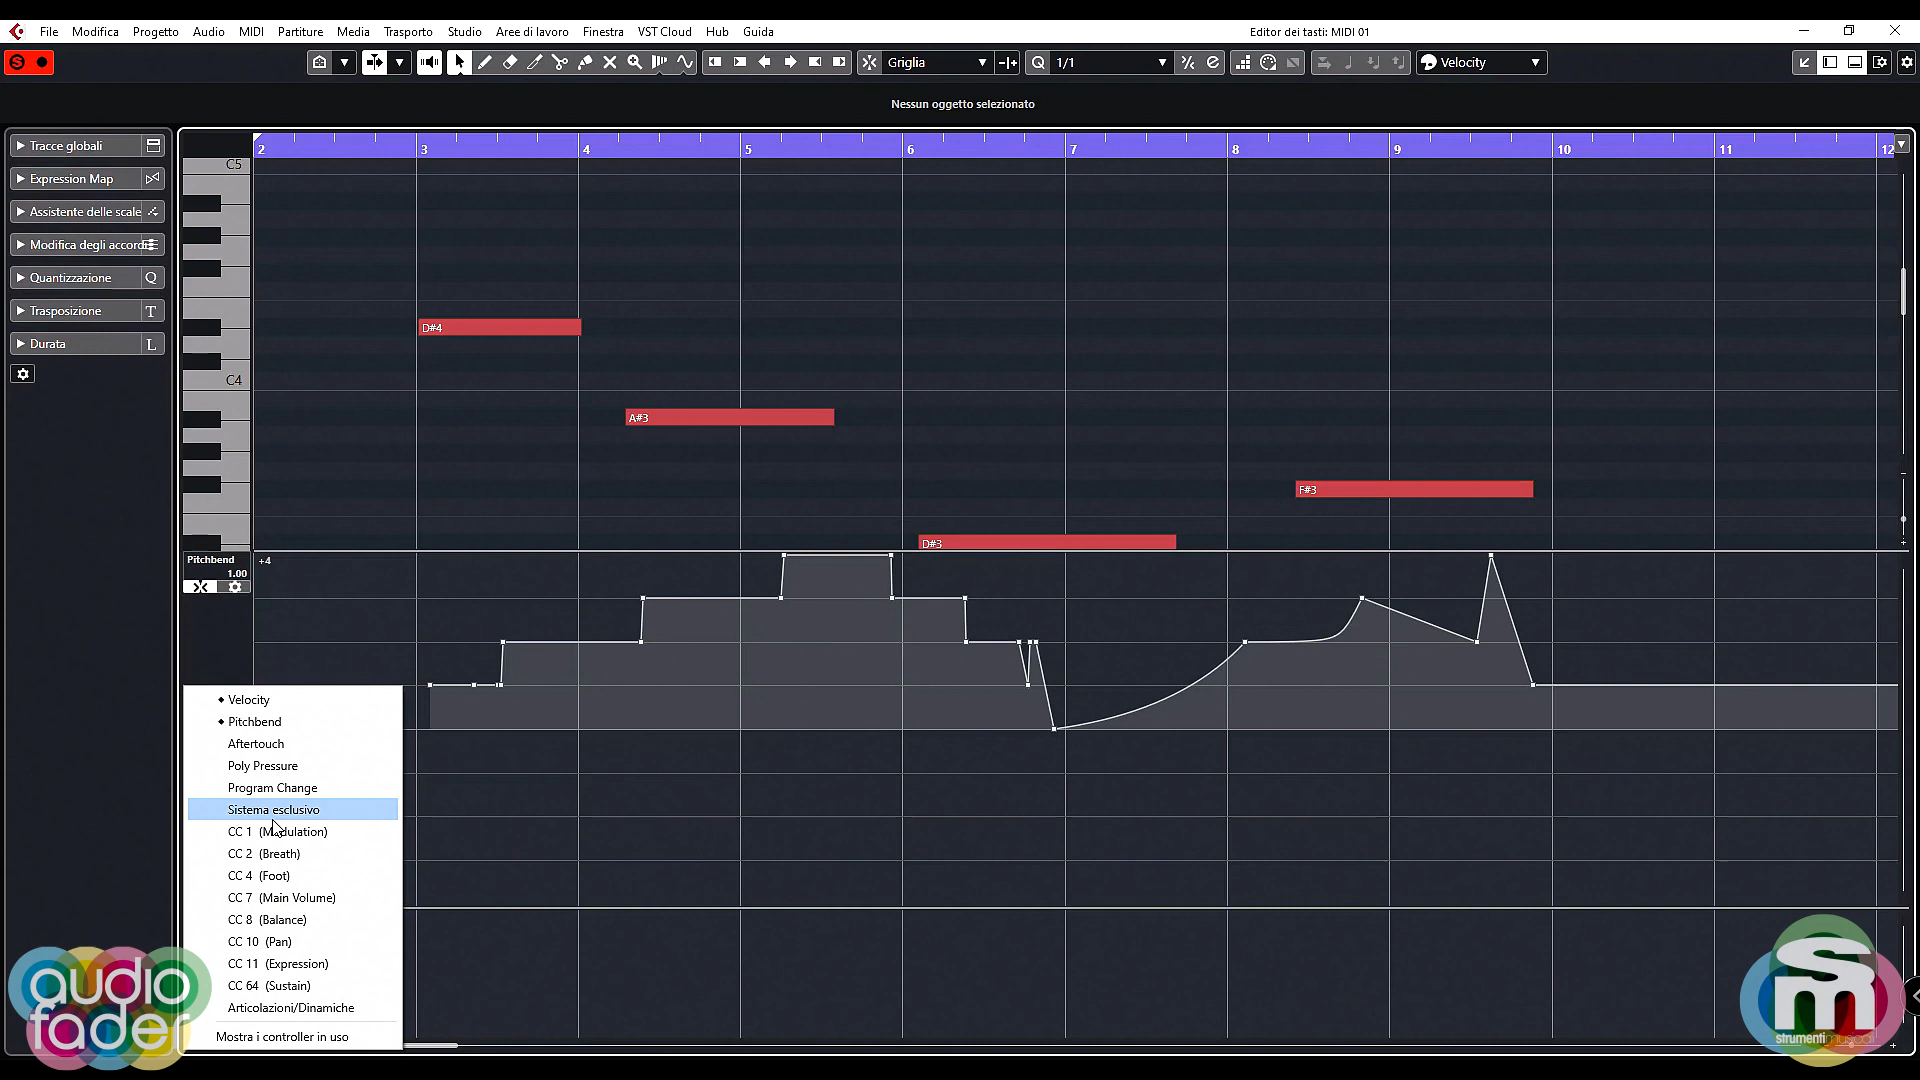 File Modifica Progetto Audio MIDI Partiture Media Trasporto Studio Aree di lavoro Finestra VST Cloud Hub Guida
Editor dei tasti: MIDI 01
Griglia
1/1
Velocity
Nessun oggetto selezionato
Tracce globali
Expression Map
Assistente delle scale
Modifica degli accord
Quantizzazione Q
Trasposizione T
Durata L
2 3 4 5 6 7 8 9 10 11 12
C5
D#4
C4
A#3
F#3
D#3
Pitchbend
1.00
+4
Velocity
Pitchbend
Aftertouch
Poly Pressure
Program Change
Sistema esclusivo
CC 1 (Modulation)
CC 2 (Breath)
CC 4 (Foot)
CC 7 (Main Volume)
CC 8 (Balance)
CC 10 (Pan)
CC 11 (Expression)
CC 64 (Sustain)
Articolazioni/Dinamiche
Mostra i controller in uso
audio
fader
sm
strumentimusicali